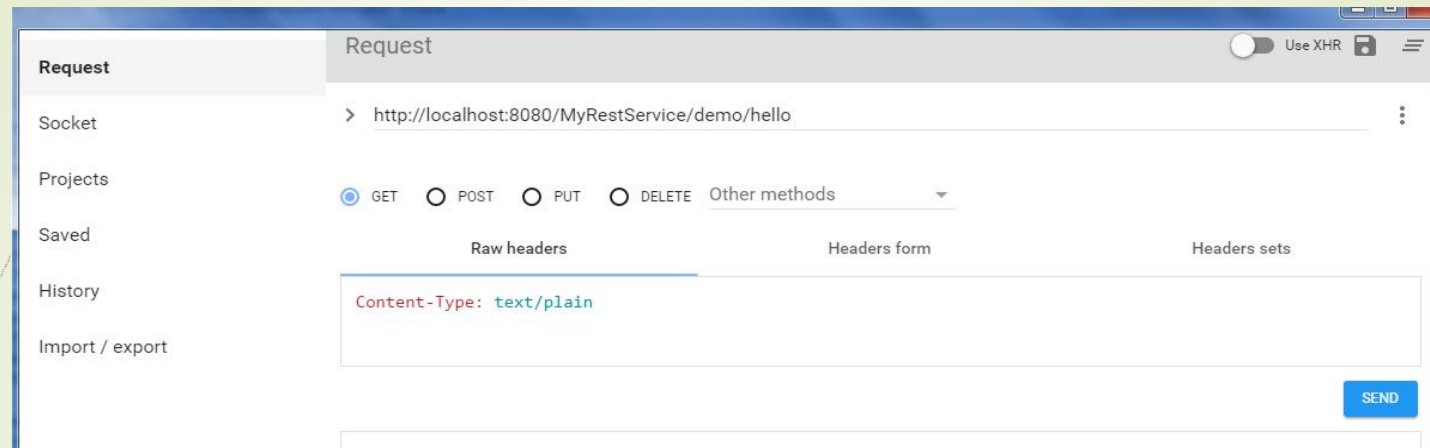 Request
Socket
Projects
Saved
History
Import / export
Request
Use XHR
http://localhost:8080/MyRestService/demo/hello
GET POST PUT DELETE Other methods
Raw headers Headers form Headers sets
Content-Type: text/plain
SEND